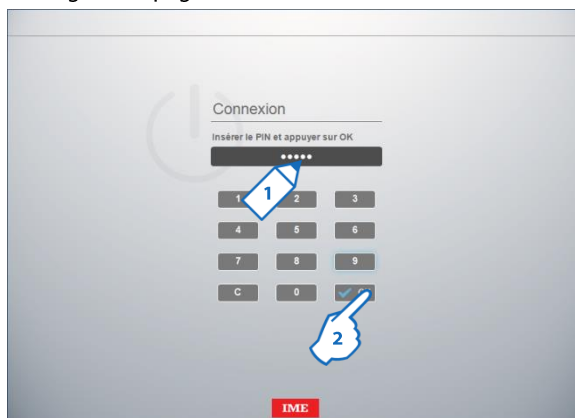 Connexion
Insérer le PIN et appuyer sur OK
•••••
1
1 2 3
4 5 6
7 8 9
C 0
2
IME